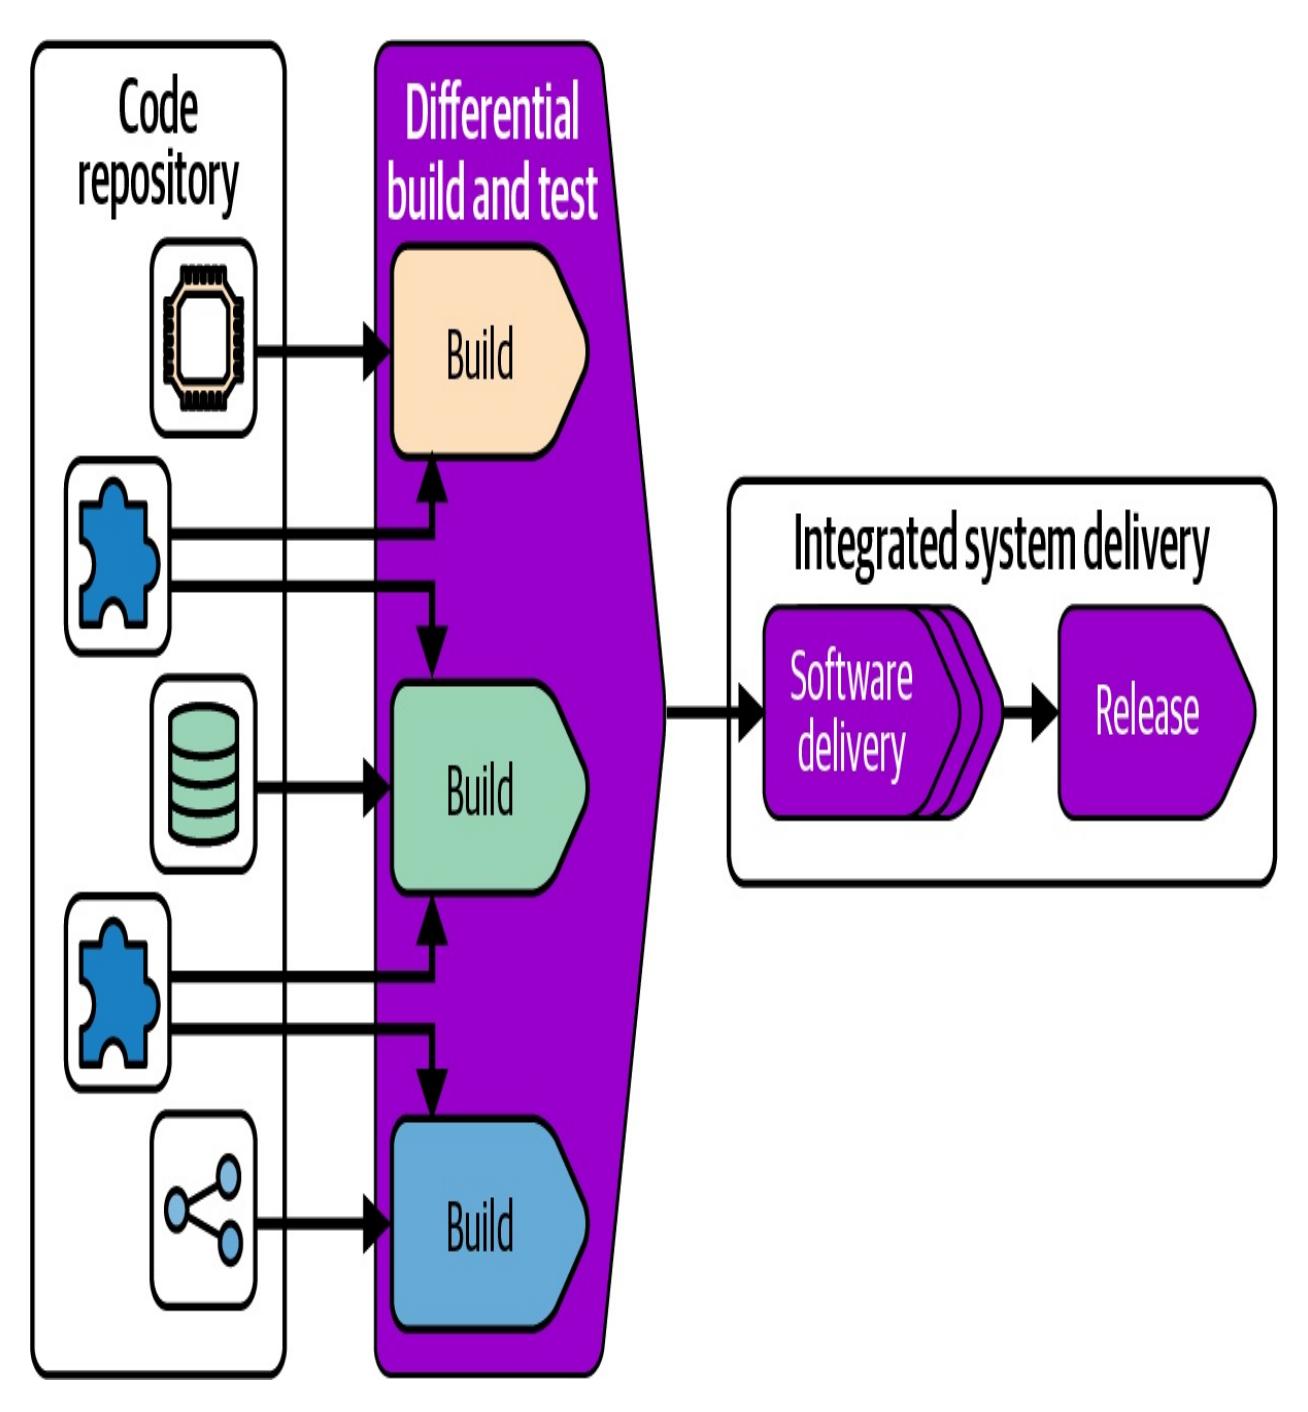 Code
repository
Differential
build and test
Build
Build
Build
Integrated system delivery
Software
delivery
Release